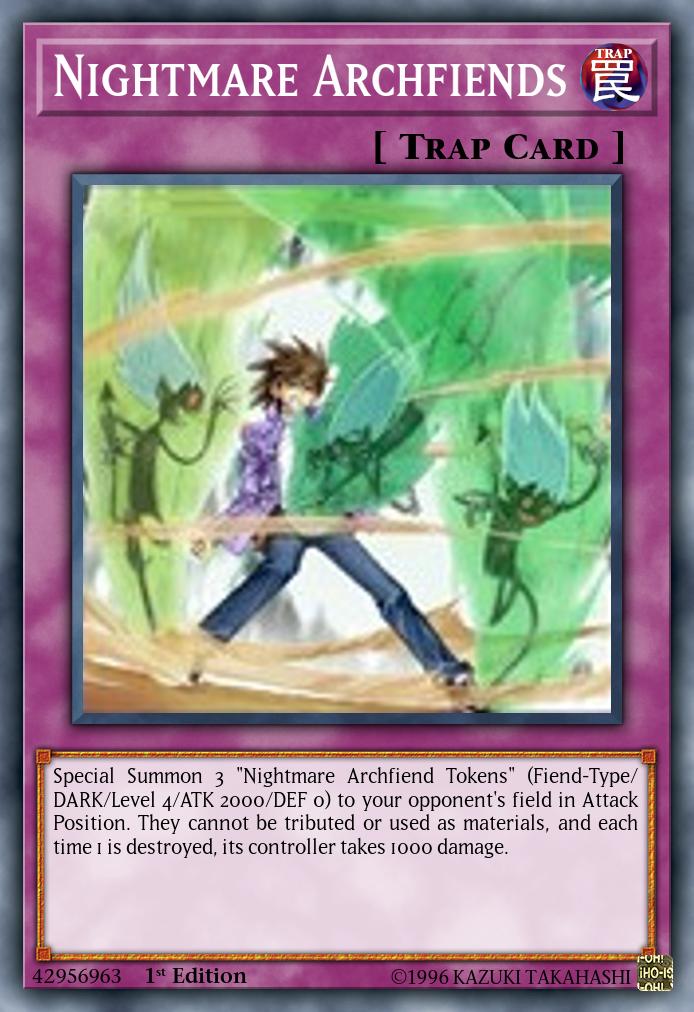 NIGHTMARE ARCHFIENDS
TRAP
罠
[ TRAP CARD ]
Special Summon 3 "Nightmare Archfiend Tokens" (Fiend-Type/
DARK/Level 4/ATK 2000/DEF 0) to your opponent's field in Attack
Position. They cannot be tributed or used as materials, and each
time 1 is destroyed, its controller takes 1000 damage.
42956963 1st Edition ©1996 KAZUKI TAKAHASHI